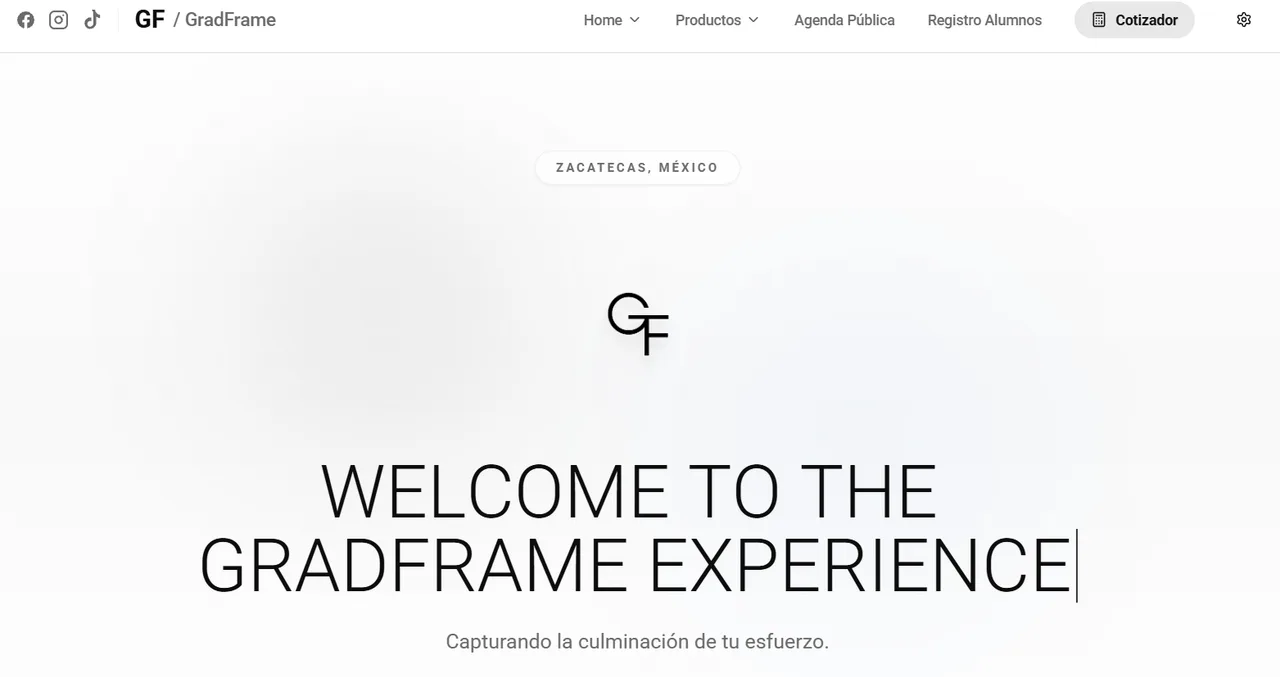 GF / GradFrame
Home
Productos
Agenda Pública
Registro Alumnos
Cotizador
ZACATECAS, MÉXICO
GF
WELCOME TO THE
GRADFRAME EXPERIENCE
Capturando la culminación de tu esfuerzo.